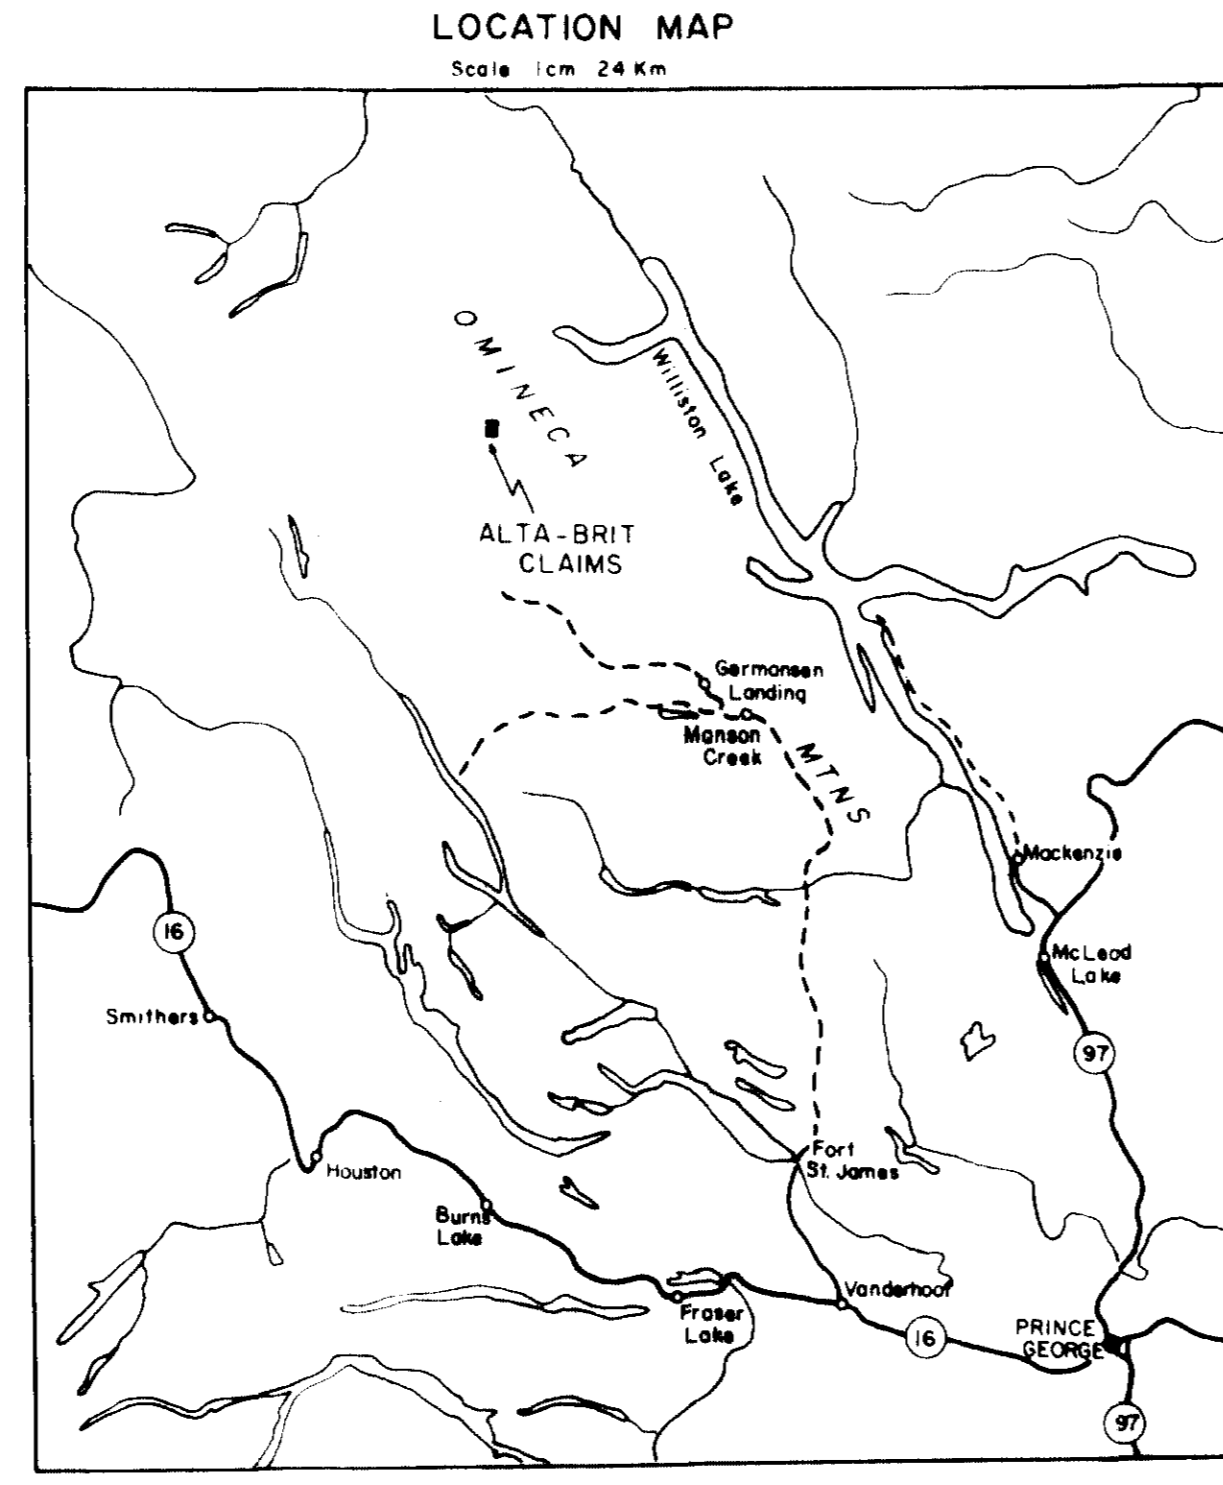 LOCATION MAP
Scale 1cm 24 Km
OMINECA
Williston Lake
ALTA-BRIT
CLAIMS
Germansen
Landing
Manson
Creek
MTNS
Mackenzie
16
McLeod
Lake
Smithers
97
Fort
St. James
Houston
Burns
Lake
Vanderhoof
Fraser
Lake
16
PRINCE
GEORGE
97